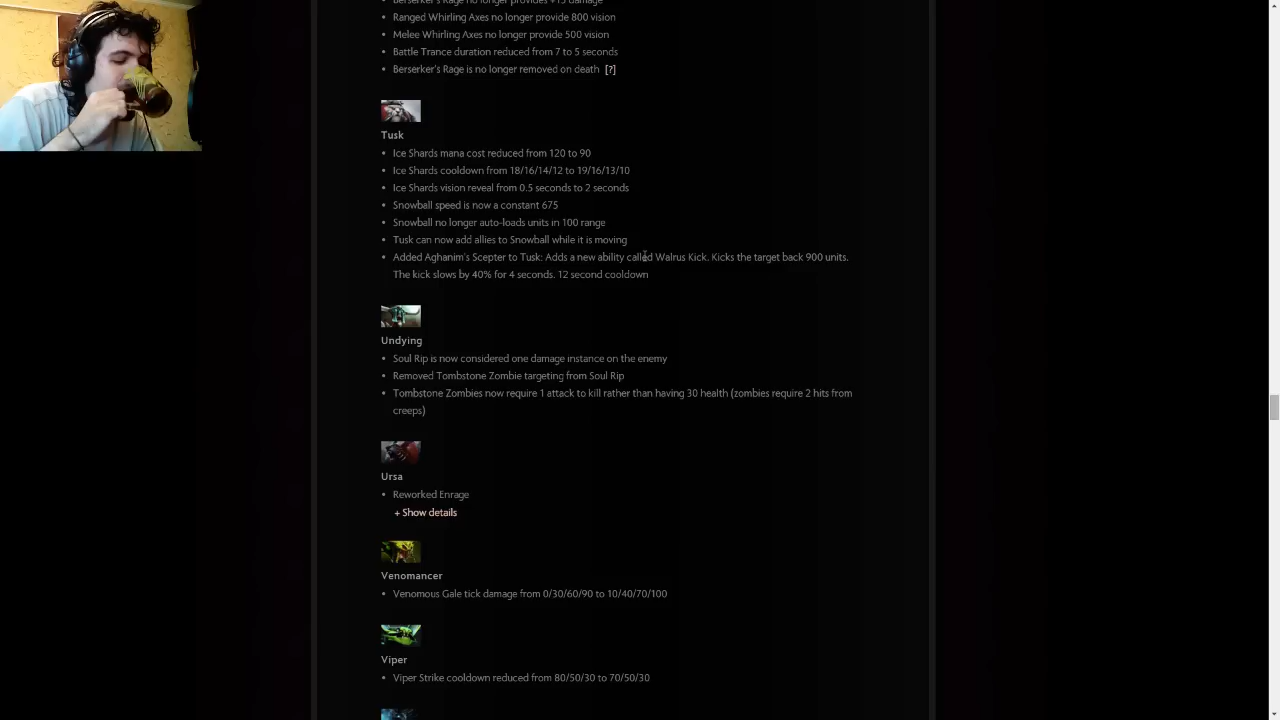 Berserker's Rage no longer provides +15 damage
Ranged Whirling Axes no longer provide 800 vision
Melee Whirling Axes no longer provide 500 vision
Battle Trance duration reduced from 7 to 5 seconds
Berserker's Rage is no longer removed on death [?]
Tusk
Ice Shards mana cost reduced from 120 to 90
Ice Shards cooldown from 18/16/14/12 to 19/16/13/10
Ice Shards vision reveal from 0.5 seconds to 2 seconds
Snowball speed is now a constant 675
Snowball no longer auto-loads units in 100 range
Tusk can now add allies to Snowball while it is moving
Added Aghanim's Scepter to Tusk: Adds a new ability called Walrus Kick. Kicks the target back 900 units.
The kick slows by 40% for 4 seconds. 12 second cooldown
Undying
Soul Rip is now considered one damage instance on the enemy
Removed Tombstone Zombie targeting from Soul Rip
Tombstone Zombies now require 1 attack to kill rather than having 30 health (zombies require 2 hits from
creeps)
Ursa
Reworked Enrage
+ Show details
Venomancer
Venomous Gale tick damage from 0/30/60/90 to 10/40/70/100
Viper
Viper Strike cooldown reduced from 80/50/30 to 70/50/30